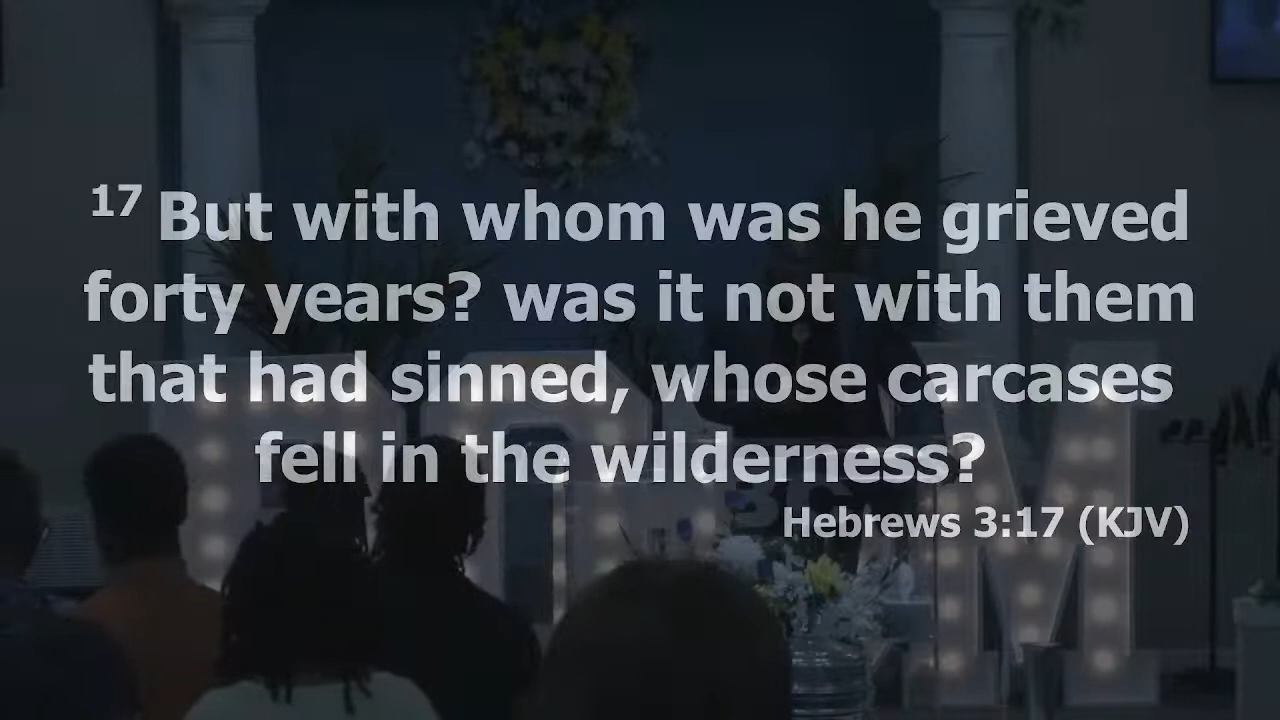 17 But with whom was he grieved
forty years? was it not with them
that had sinned, whose carcases
fell in the wilderness?
Hebrews 3:17 (KJV)